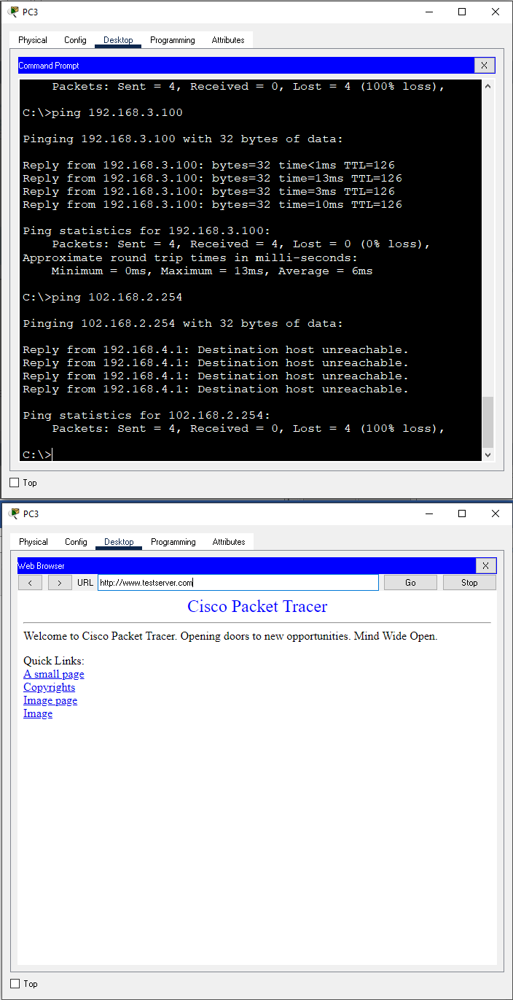 PC3
Physical Config Desktop Programming Attributes
Command Prompt X
Packets: Sent = 4, Received = 0, Lost = 4 (100% loss),
C:\>ping 192.168.3.100
Pinging 192.168.3.100 with 32 bytes of data:
Reply from 192.168.3.100: bytes=32 time<1ms TTL=126
Reply from 192.168.3.100: bytes=32 time=13ms TTL=126
Reply from 192.168.3.100: bytes=32 time=3ms TTL=126
Reply from 192.168.3.100: bytes=32 time=10ms TTL=126
Ping statistics for 192.168.3.100:
Packets: Sent = 4, Received = 4, Lost = 0 (0% loss),
Approximate round trip times in milli-seconds:
Minimum = 0ms, Maximum = 13ms, Average = 6ms
C:\>ping 102.168.2.254
Pinging 102.168.2.254 with 32 bytes of data:
Reply from 192.168.4.1: Destination host unreachable.
Reply from 192.168.4.1: Destination host unreachable.
Reply from 192.168.4.1: Destination host unreachable.
Reply from 192.168.4.1: Destination host unreachable.
Ping statistics for 102.168.2.254:
Packets: Sent = 4, Received = 0, Lost = 4 (100% loss),
C:\>
Top
PC3
Physical Config Desktop Programming Attributes
Web Browser X
< > URL http://www.testserver.com Go Stop
Cisco Packet Tracer
Welcome to Cisco Packet Tracer. Opening doors to new opportunities. Mind Wide Open.
Quick Links:
A small page
Copyrights
Image page
Image
Top